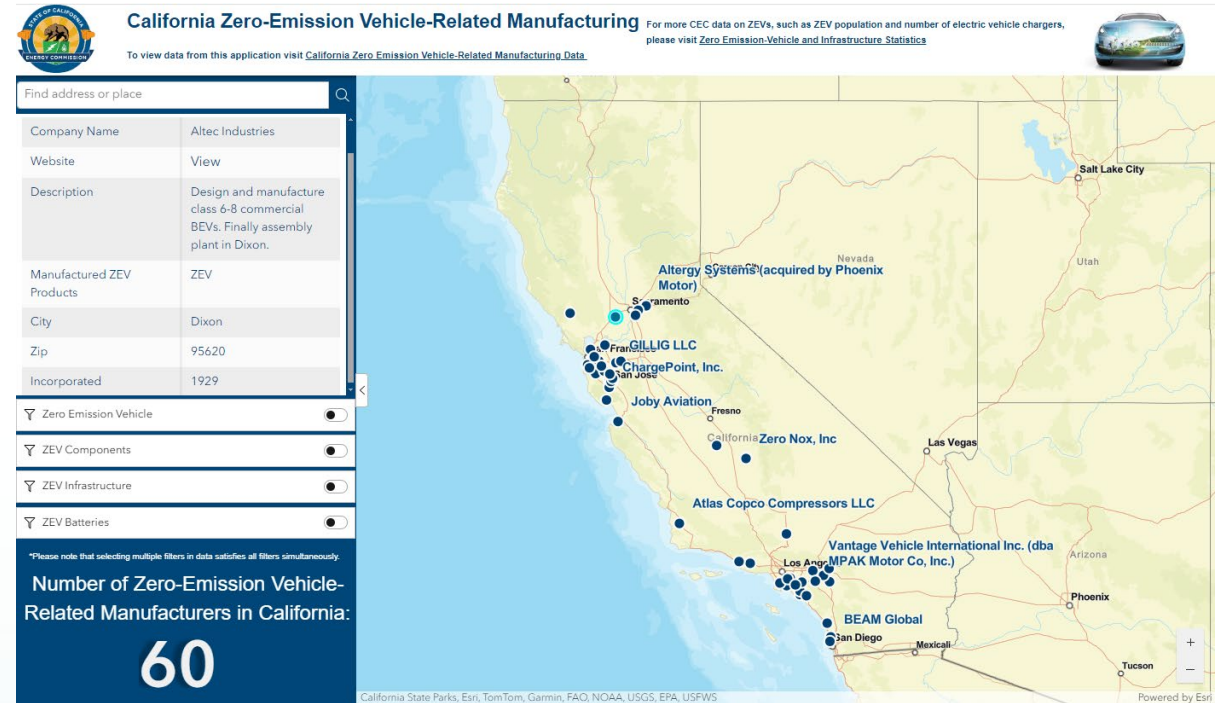 STATE OF CALIFORNIA
ENERGY COMMISSION
California Zero-Emission Vehicle-Related Manufacturing
To view data from this application visit California Zero Emission Vehicle-Related Manufacturing Data
For more CEC data on ZEVs, such as ZEV population and number of electric vehicle chargers,
please visit Zero Emission-Vehicle and Infrastructure Statistics
Find address or place
Company Name Altec Industries
Website View
Description Design and manufacture
class 6-8 commercial
BEVs. Finally assembly
plant in Dixon.
Manufactured ZEV ZEV
Products
City Dixon
Zip 95620
Incorporated 1929
Zero Emission Vehicle
ZEV Components
ZEV Infrastructure
ZEV Batteries
*Please note that selecting multiple filters in data satisfies all filters simultaneously.
Number of Zero-Emission Vehicle-
Related Manufacturers in California:
60
Salt Lake City
Nevada
Utah
Altergy Systems (acquired by Phoenix
Motor)
Sacramento
GILLIG LLC
ChargePoint, Inc.
San Jose
Joby Aviation
Fresno
California
Zero Nox, Inc
Las Vegas
Atlas Copco Compressors LLC
Vantage Vehicle International Inc. (dba
MPAK Motor Co, Inc.)
Los
Arizona
Phoenix
BEAM Global
San Diego
Mexicali
Tucson
+
−
California State Parks, Esri, TomTom, Garmin, FAO, NOAA, USGS, EPA, USFWS
Powered by Esri